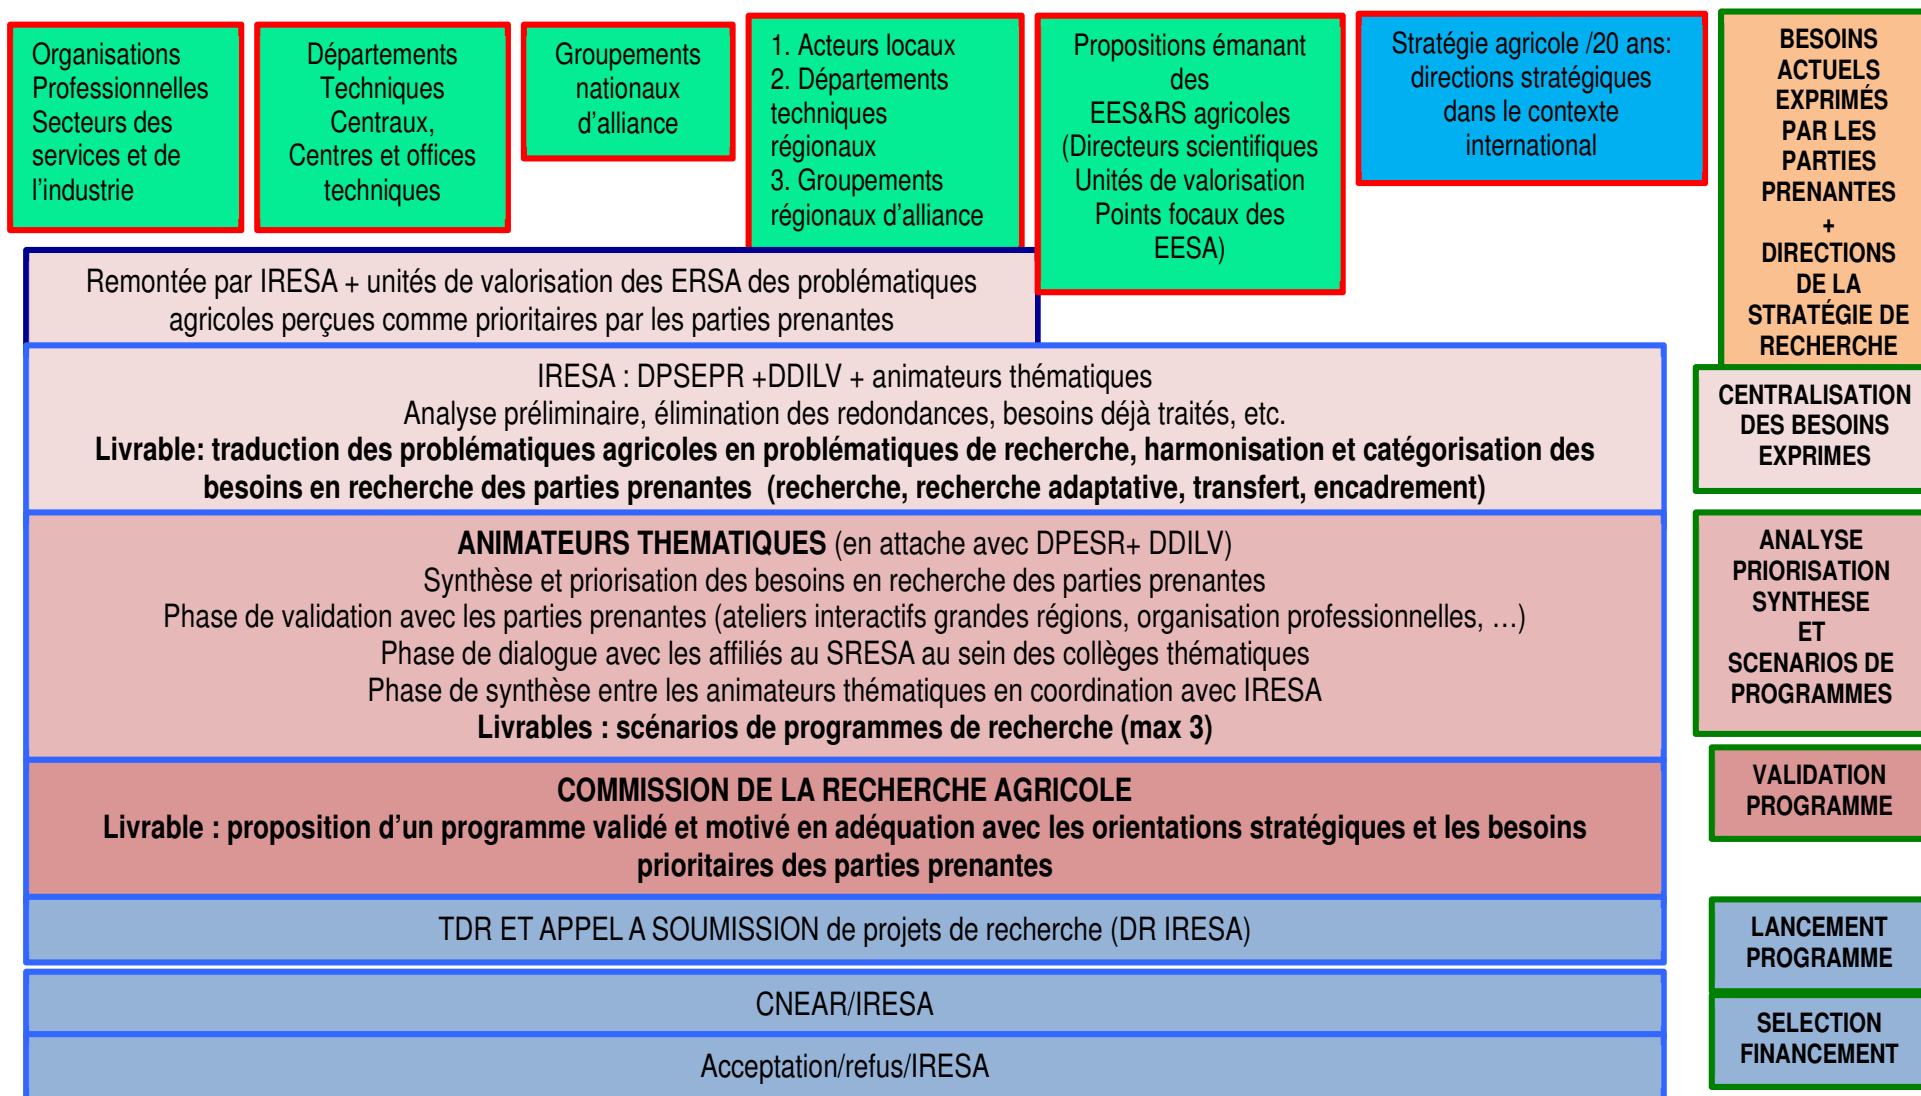 Organisations
Professionnelles
Secteurs des
services et de
l'industrie
Départements
Techniques
Centraux,
Centres et offices
techniques
Groupements
nationaux
d'alliance
1. Acteurs locaux
2. Départements
techniques
régionaux
3. Groupements
régionaux d'alliance
Propositions émanant
des
EES&RS agricoles
(Directeurs scientifiques
Unités de valorisation
Points focaux des
EESA)
Stratégie agricole /20 ans:
directions stratégiques
dans le contexte
international
BESOINS
ACTUELS
EXPRIMÉS
PAR LES
PARTIES
PRENANTES
+
DIRECTIONS
DE LA
STRATÉGIE DE
RECHERCHE
Remontée par IRESA + unités de valorisation des ERSA des problématiques
agricoles perçues comme prioritaires par les parties prenantes
IRESA : DPSEPR +DDILV + animateurs thématiques
Analyse préliminaire, élimination des redondances, besoins déjà traités, etc.
Livrable: traduction des problématiques agricoles en problématiques de recherche, harmonisation et catégorisation des
besoins en recherche des parties prenantes (recherche, recherche adaptative, transfert, encadrement)
CENTRALISATION
DES BESOINS
EXPRIMES
ANIMATEURS THEMATIQUES (en attache avec DPESR+ DDILV)
Synthèse et priorisation des besoins en recherche des parties prenantes
Phase de validation avec les parties prenantes (ateliers interactifs grandes régions, organisation professionnelles, …)
Phase de dialogue avec les affiliés au SRESA au sein des collèges thématiques
Phase de synthèse entre les animateurs thématiques en coordination avec IRESA
Livrables : scénarios de programmes de recherche (max 3)
ANALYSE
PRIORISATION
SYNTHESE
ET
SCENARIOS DE
PROGRAMMES
COMMISSION DE LA RECHERCHE AGRICOLE
Livrable : proposition d'un programme validé et motivé en adéquation avec les orientations stratégiques et les besoins
prioritaires des parties prenantes
VALIDATION
PROGRAMME
TDR ET APPEL A SOUMISSION de projets de recherche (DR IRESA)
LANCEMENT
PROGRAMME
CNEAR/IRESA
Acceptation/refus/IRESA
SELECTION
FINANCEMENT